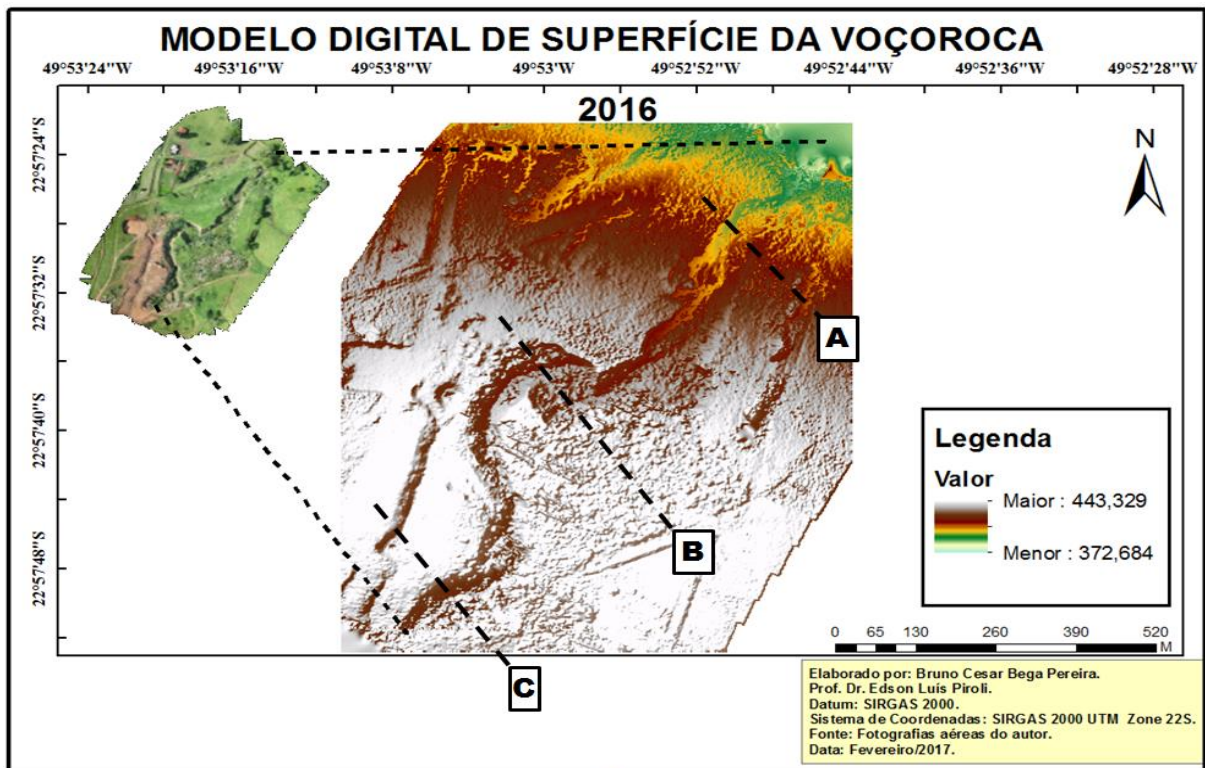 MODELO DIGITAL DE SUPERFÍCIE DA VOÇOROCA
49°53'24"W 49°53'16"W 49°53'8"W 49°53'W 49°52'52"W 49°52'44"W 49°52'36"W 49°52'28"W
2016
22°57'24"S
22°57'32"S
22°57'40"S
22°57'48"S
N
A
B
C
Legenda
Valor
Maior : 443,329
Menor : 372,684
0 65 130 260 390 520
M
Elaborado por: Bruno Cesar Bega Pereira.
Prof. Dr. Edson Luís Piroli.
Datum: SIRGAS 2000.
Sistema de Coordenadas: SIRGAS 2000 UTM Zone 22S.
Fonte: Fotografias aéreas do autor.
Data: Fevereiro/2017.